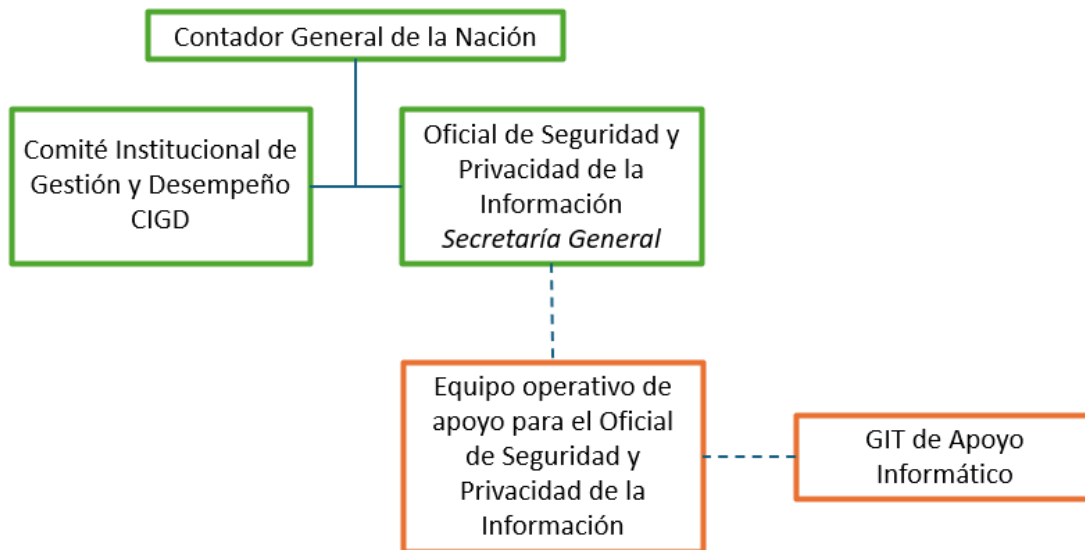 Contador General de la Nación
Comité Institucional de
Gestión y Desempeño
CIGD
Oficial de Seguridad y
Privacidad de la
Información
Secretaría General
Equipo operativo de
apoyo para el Oficial
de Seguridad y
Privacidad de la
Información
GIT de Apoyo
Informático